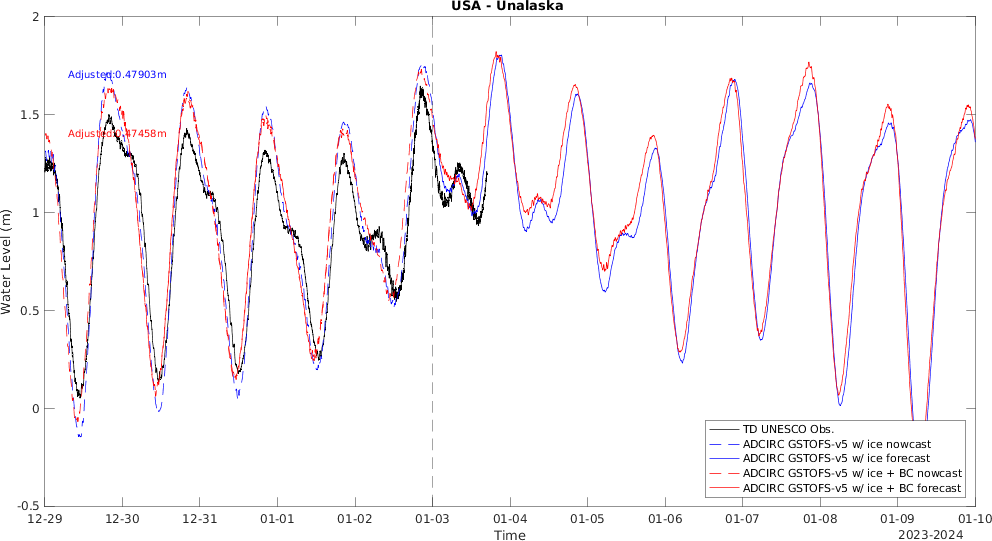 USA - Unalaska
2
1.5
1
0.5
0
-0.5
Water Level (m)
Adjusted:0.47903m
Adjusted:0.47458m
TD UNESCO Obs.
ADCIRC GSTOFS-v5 w/ ice nowcast
ADCIRC GSTOFS-v5 w/ ice forecast
ADCIRC GSTOFS-v5 w/ ice + BC nowcast
ADCIRC GSTOFS-v5 w/ ice + BC forecast
12-29 12-30 12-31 01-01 01-02 01-03 01-04 01-05 01-06 01-07 01-08 01-09 01-10
Time
2023-2024